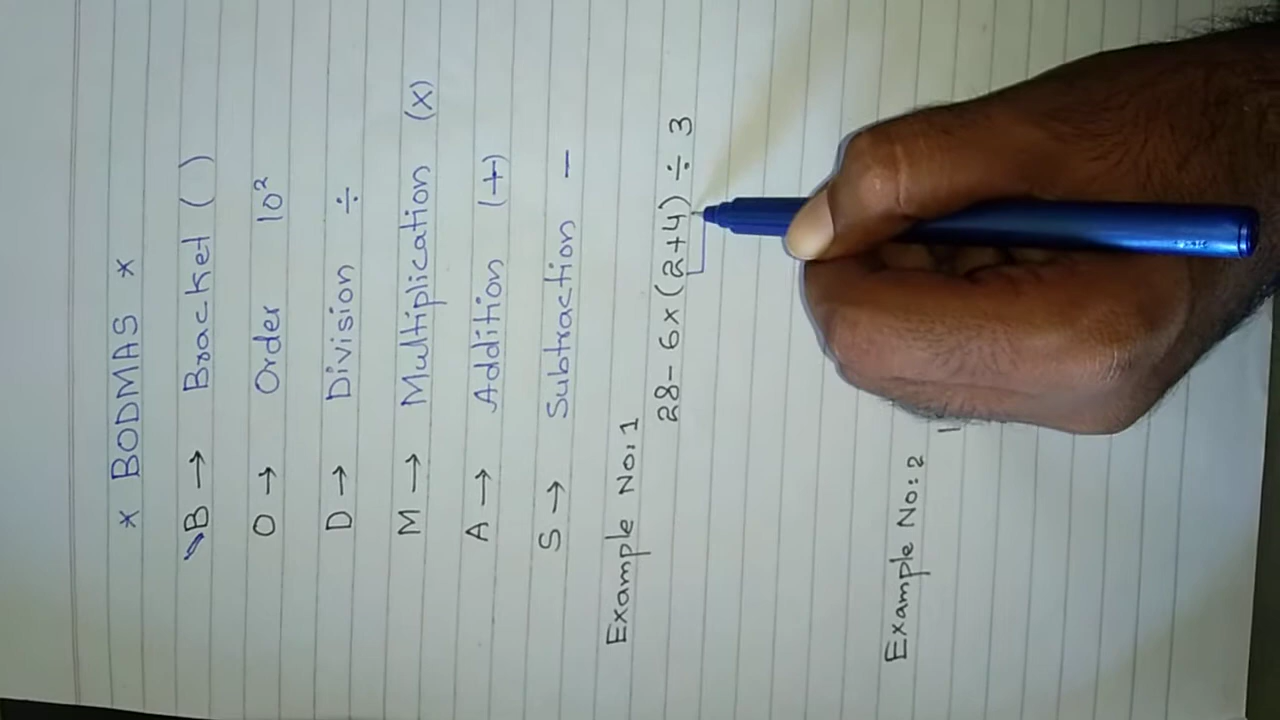 * BODMAS *
B → Bracket ( )
O → Order 10²
D → Division ÷
M → Multiplication (x)
A → Addition (+)
S → Subtraction −
Example No:1
28 - 6 x (2+4) ÷ 3
Example No:2